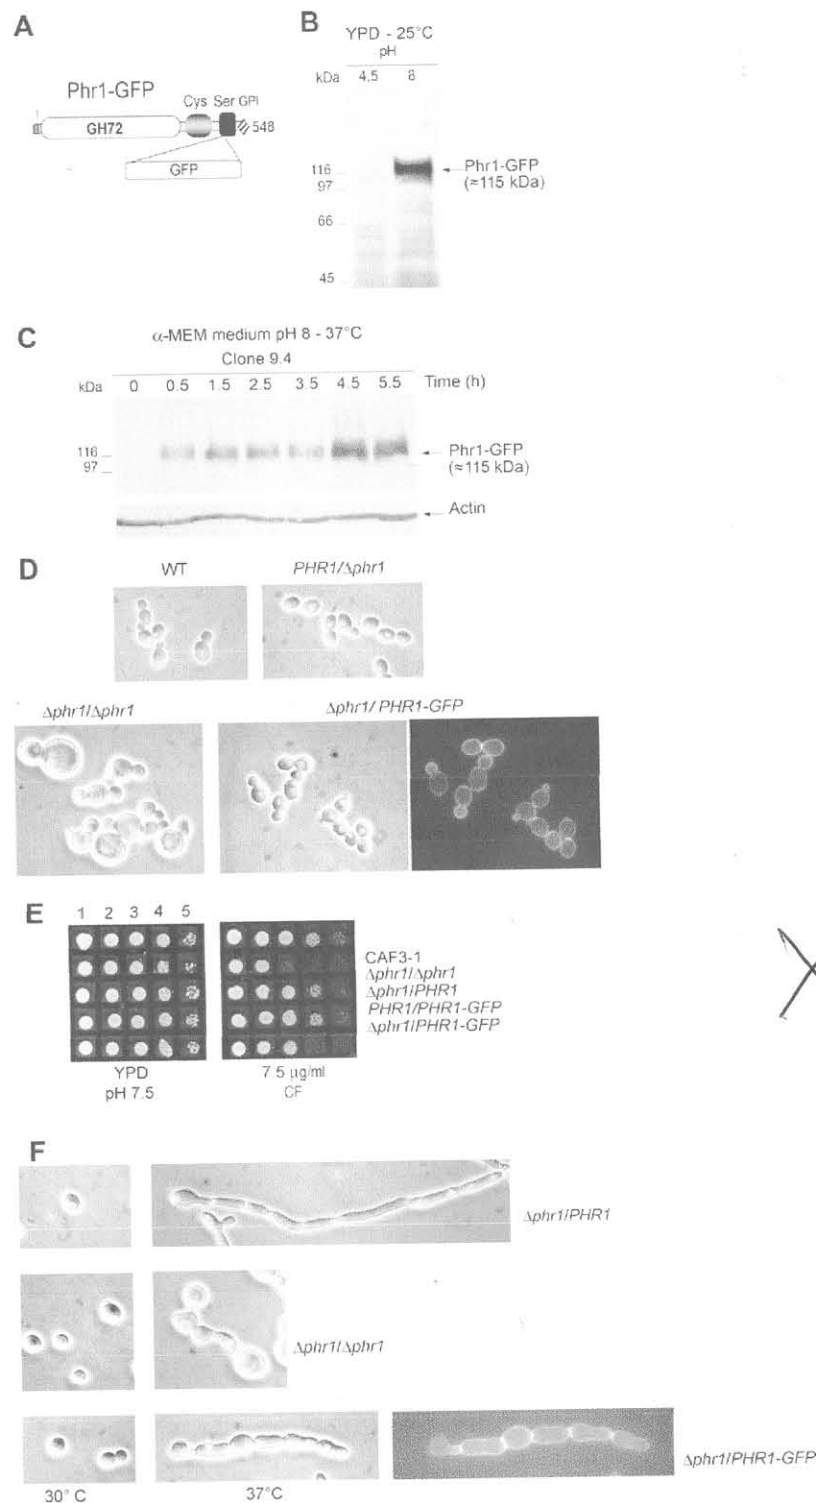 A
Phr1-GFP
Cys Ser GPI
1
GH72
548
GFP
B
YPD - 25°C
pH
kDa 4,5 8
116
97
66
45
Phr1-GFP
(≈115 kDa)
C
α-MEM medium pH 8 - 37°C
Clone 9.4
kDa 0 0.5 1.5 2.5 3.5 4.5 5.5 Time (h)
116
97
Phr1-GFP
(≈115 kDa)
Actin
D
WT PHR1/Δphr1
Δphr1/Δphr1 Δphr1/ PHR1-GFP
E
1 2 3 4 5
CAF3-1
Δphr1/Δphr1
Δphr1/PHR1
PHR1/PHR1-GFP
Δphr1/PHR1-GFP
YPD
pH 7.5
7 5 µg/ml
CF
F
Δphr1/PHR1
Δphr1/Δphr1
Δphr1/PHR1-GFP
30° C 37°C